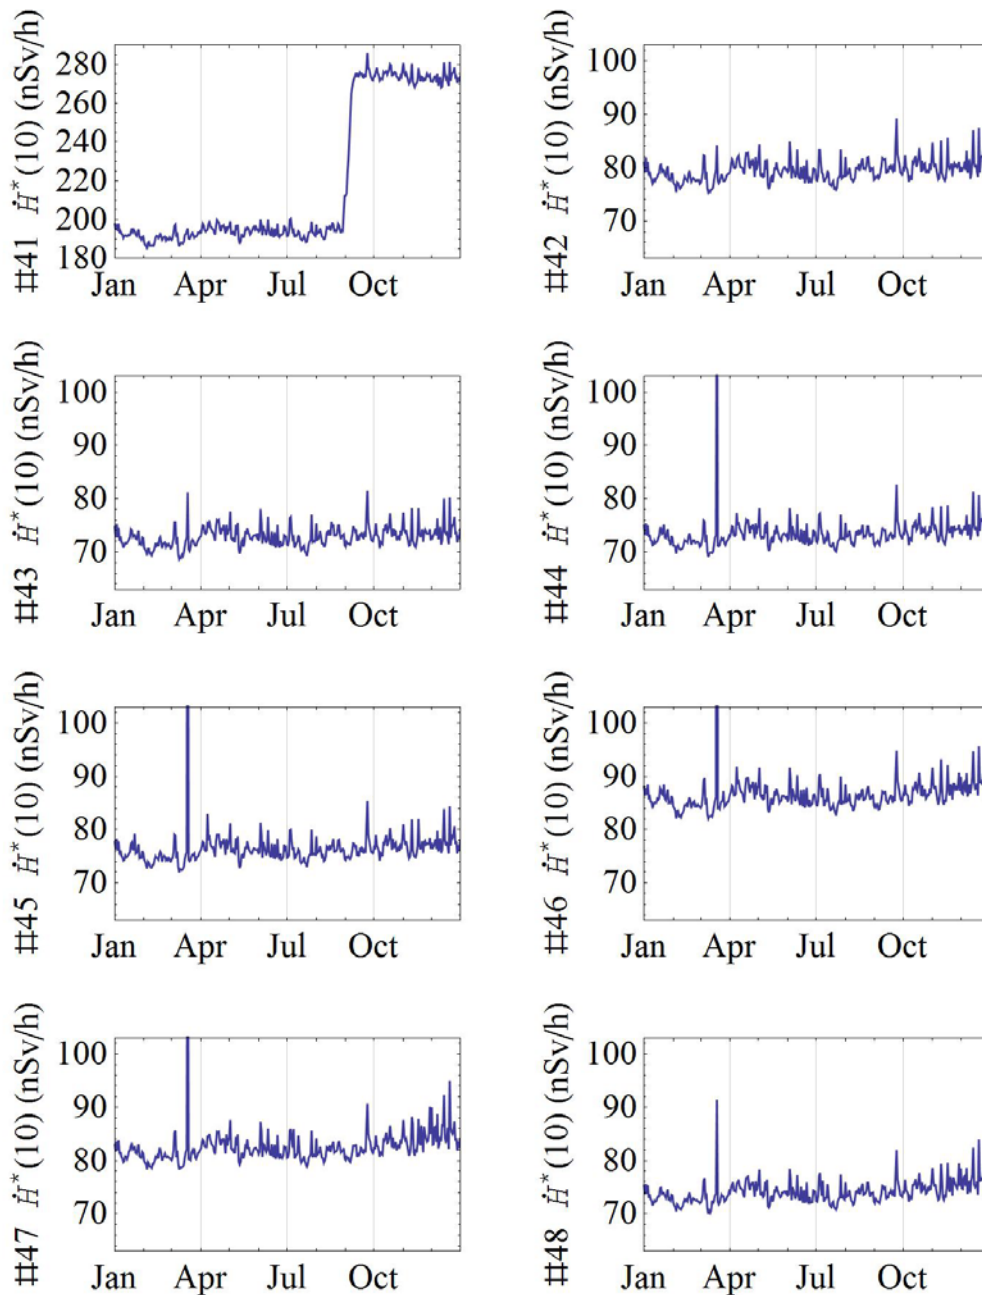 #41 Ḣ*(10) (nSv/h)
280
260
240
220
200
180
Jan Apr Jul Oct
#42 Ḣ*(10) (nSv/h)
100
90
80
70
Jan Apr Jul Oct
#43 Ḣ*(10) (nSv/h)
100
90
80
70
Jan Apr Jul Oct
#44 Ḣ*(10) (nSv/h)
100
90
80
70
Jan Apr Jul Oct
#45 Ḣ*(10) (nSv/h)
100
90
80
70
Jan Apr Jul Oct
#46 Ḣ*(10) (nSv/h)
100
90
80
70
Jan Apr Jul Oct
#47 Ḣ*(10) (nSv/h)
100
90
80
70
Jan Apr Jul Oct
#48 Ḣ*(10) (nSv/h)
100
90
80
70
Jan Apr Jul Oct